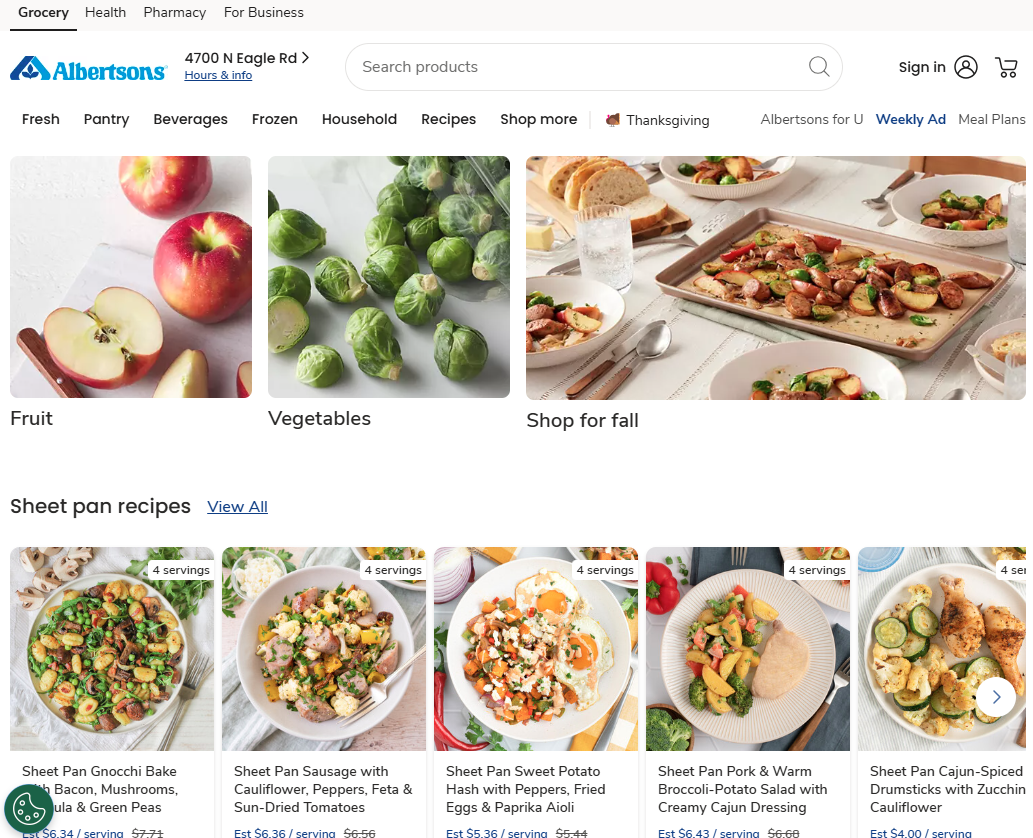 Grocery Health Pharmacy For Business
Albertsons
4700 N Eagle Rd
Hours & info
Search products
Sign in
Fresh Pantry Beverages Frozen Household Recipes Shop more Thanksgiving Albertsons for U Weekly Ad Meal Plans
Fruit
Vegetables
Shop for fall
Sheet pan recipes View All
4 servings
Sheet Pan Gnocchi Bake
Bacon, Mushrooms,
& Green Peas
Est $6.34 / serving $7.71
4 servings
Sheet Pan Sausage with
Cauliflower, Peppers, Feta &
Sun-Dried Tomatoes
Est $6.36 / serving $6.56
4 servings
Sheet Pan Sweet Potato
Hash with Peppers, Fried
Eggs & Paprika Aioli
Est $5.36 / serving $5.44
4 servings
Sheet Pan Pork & Warm
Broccoli-Potato Salad with
Creamy Cajun Dressing
Est $6.43 / serving $6.68
4 ser
Sheet Pan Cajun-Spiced
Drumsticks with Zucchin
Cauliflower
Est $4.00 / serving